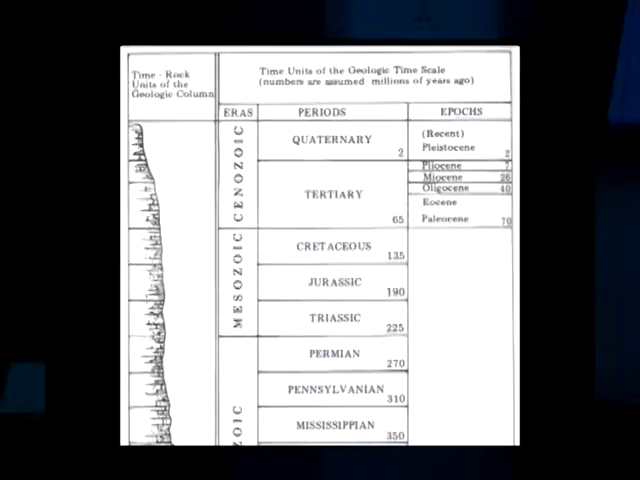 Time - Rock
Units of the
Geologic Column
Time Units of the Geologic Time Scale
(numbers are assumed millions of years ago)
ERAS PERIODS EPOCHS
CENOZOIC
QUATERNARY
2
(Recent)
Pleistocene 2
TERTIARY
65
Pliocene 7
Miocene 26
Oligocene 40
Eocene
Paleocene 70
MESOZOIC
CRETACEOUS
135
JURASSIC
190
TRIASSIC
225
PERMIAN
270
PENNSYLVANIAN
310
MISSISSIPPIAN
350
ZOIC